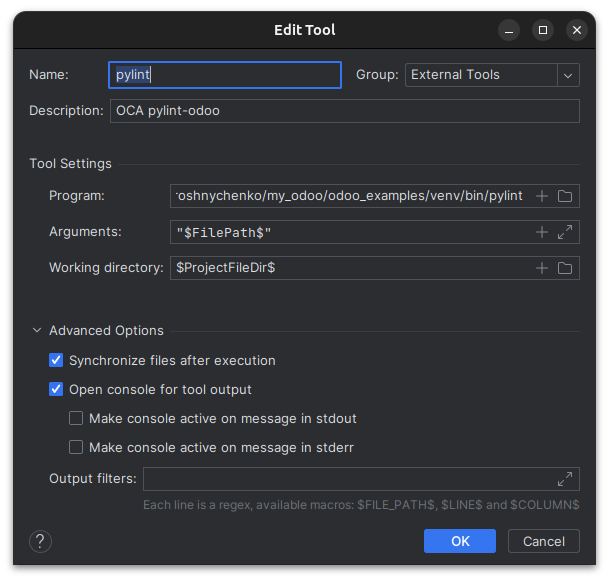 Edit Tool
Name: pylint Group: External Tools
Description: OCA pylint-odoo
Tool Settings
Program: roshnychenko/my_odoo/odoo_examples/venv/bin/pylint
Arguments: "$FilePath$"
Working directory: $ProjectFileDir$
Advanced Options
Synchronize files after execution
Open console for tool output
Make console active on message in stdout
Make console active on message in stderr
Output filters:
Each line is a regex, available macros: $FILE_PATH$, $LINE$ and $COLUMN$
? OK Cancel